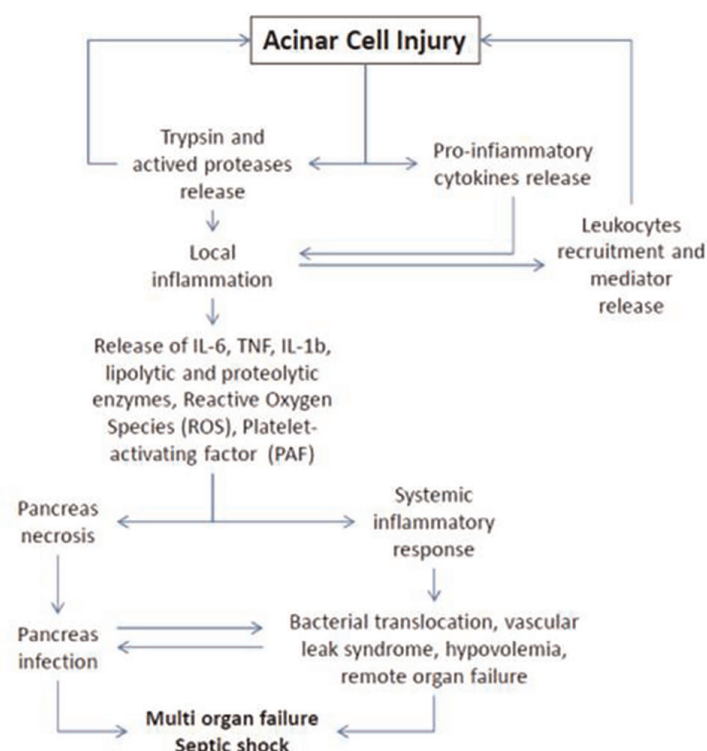 Acinar Cell Injury
Trypsin and
actived proteases
release
Pro-infiammatory
cytokines release
Leukocytes
recruitment and
mediator
release
Local
inflammation
Release of IL-6, TNF, IL-1b,
lipolytic and proteolytic
enzymes, Reactive Oxygen
Species (ROS), Platelet-
activating factor (PAF)
Pancreas
necrosis
Systemic
inflammatory
response
Pancreas
infection
Bacterial translocation, vascular
leak syndrome, hypovolemia,
remote organ failure
Multi organ failure
Septic shock